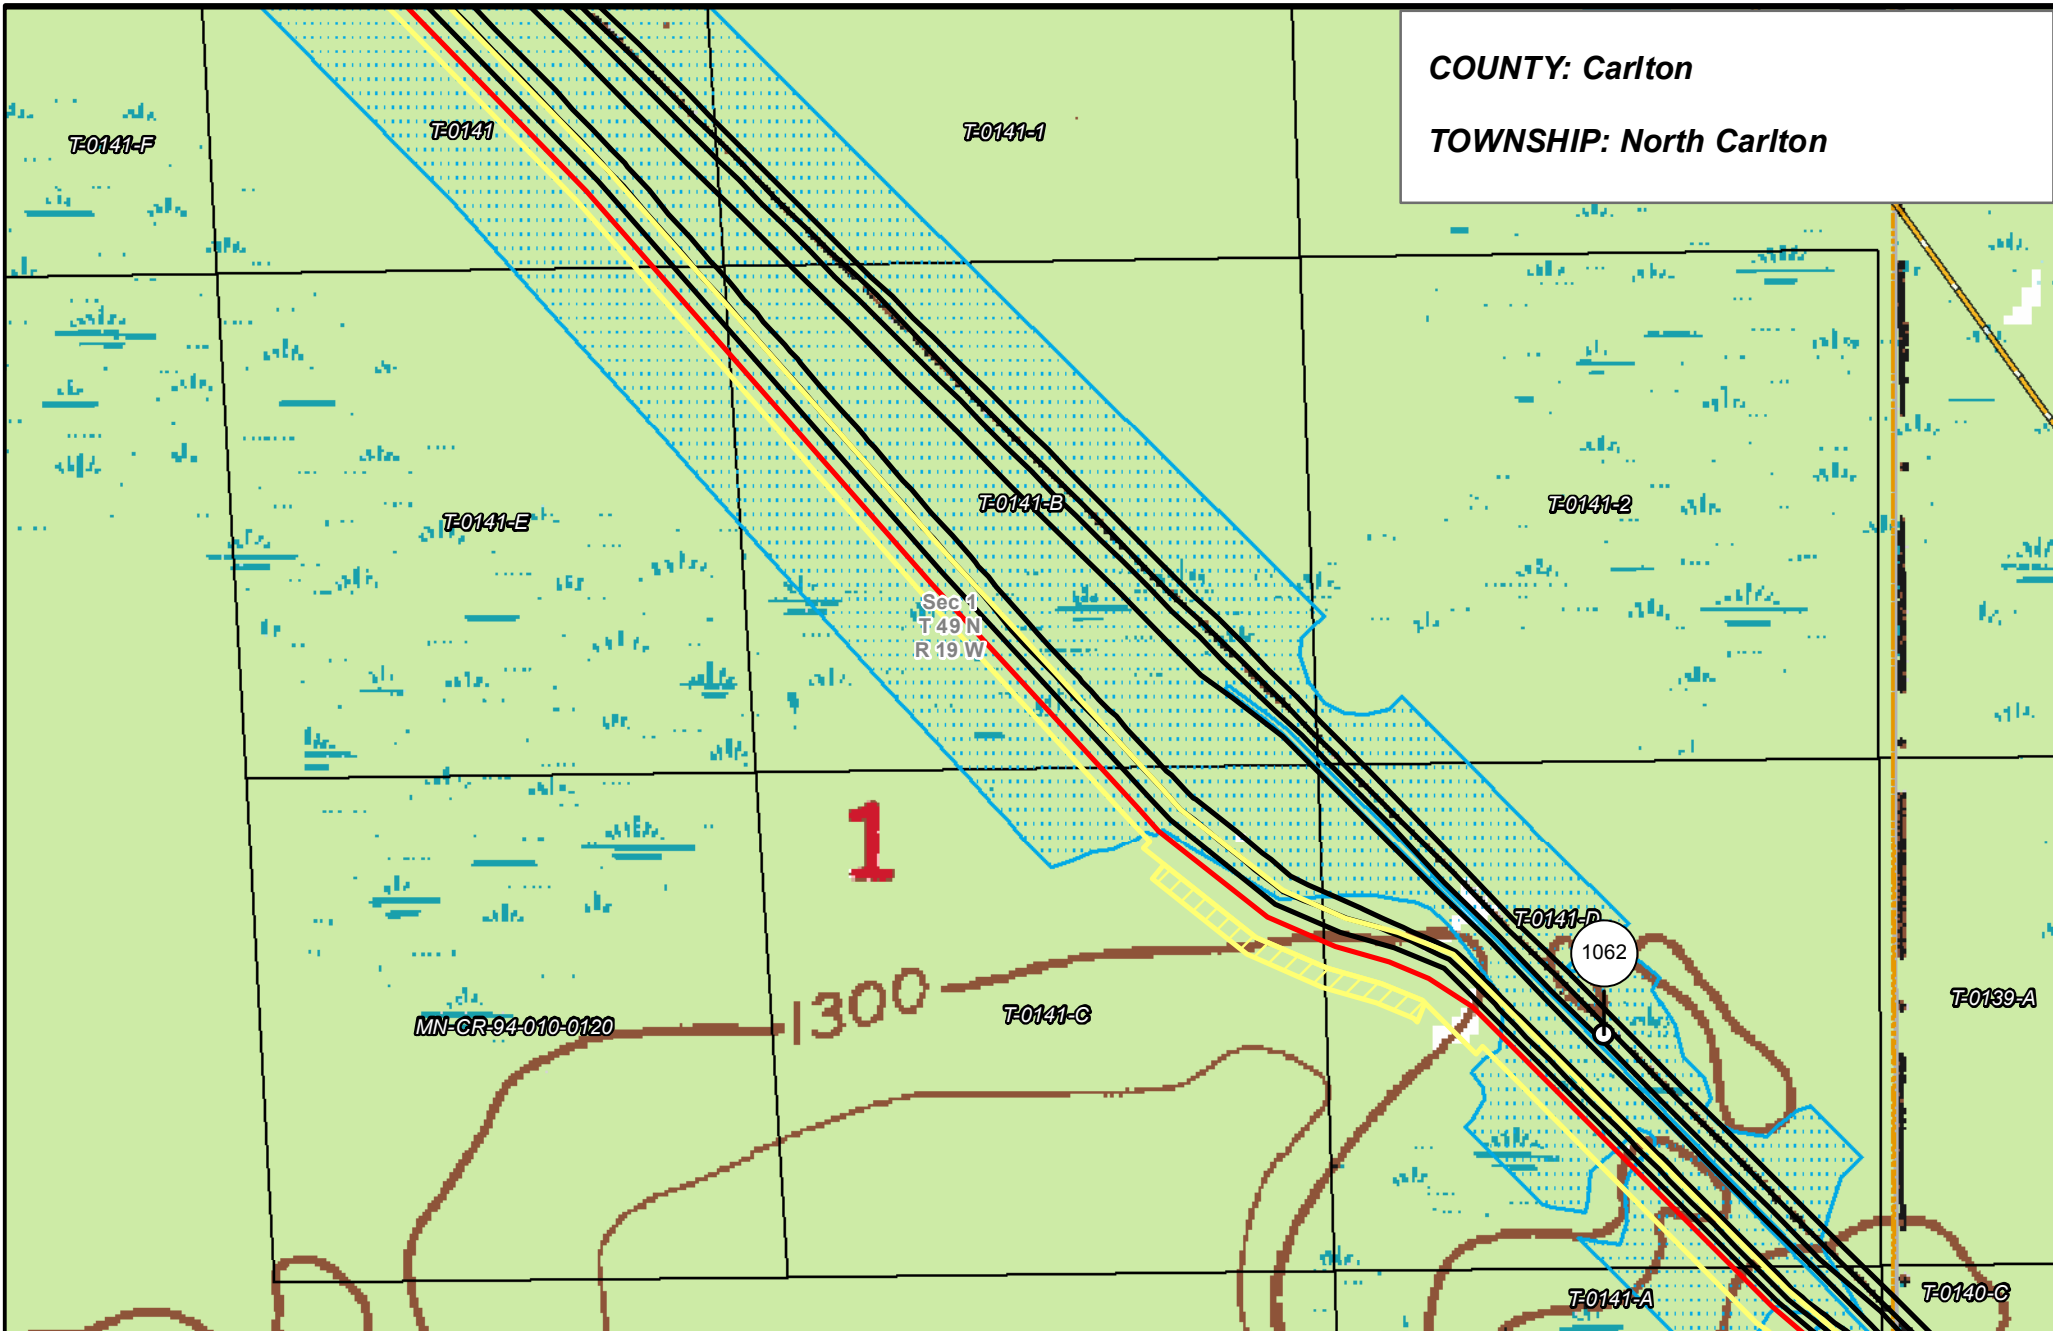 COUNTY: Carlton
TOWNSHIP: North Carlton
T-0141-F
T-0141
T-0141-1
T-0141-E
T-0141-B
T-0141-2
Sec 1
T 49 N
R 19 W
1
T-0141-D
1062
T-0139-A
1300
T-0141-C
MN-CR-94-010-0120
T-0141-A
T-0140-C